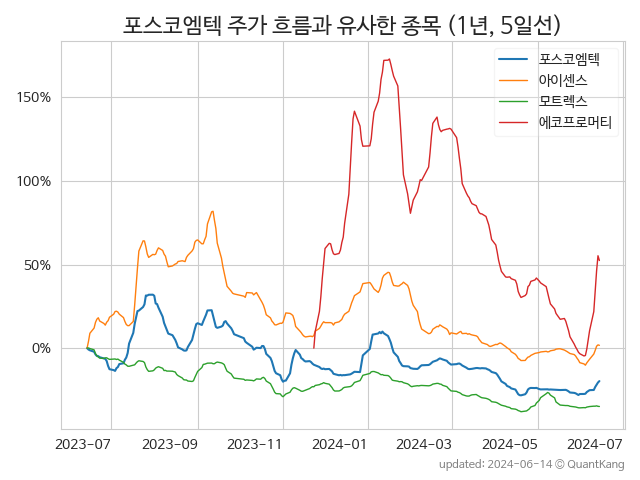 포스코엠텍 주가 흐름과 유사한 종목 (1년, 5일선)
포스코엠텍
아이센스
모트렉스
에코프로머티
150%
100%
50%
0%
2023-07 2023-09 2023-11 2024-01 2024-03 2024-05 2024-07
updated: 2024-06-14 © QuantKang